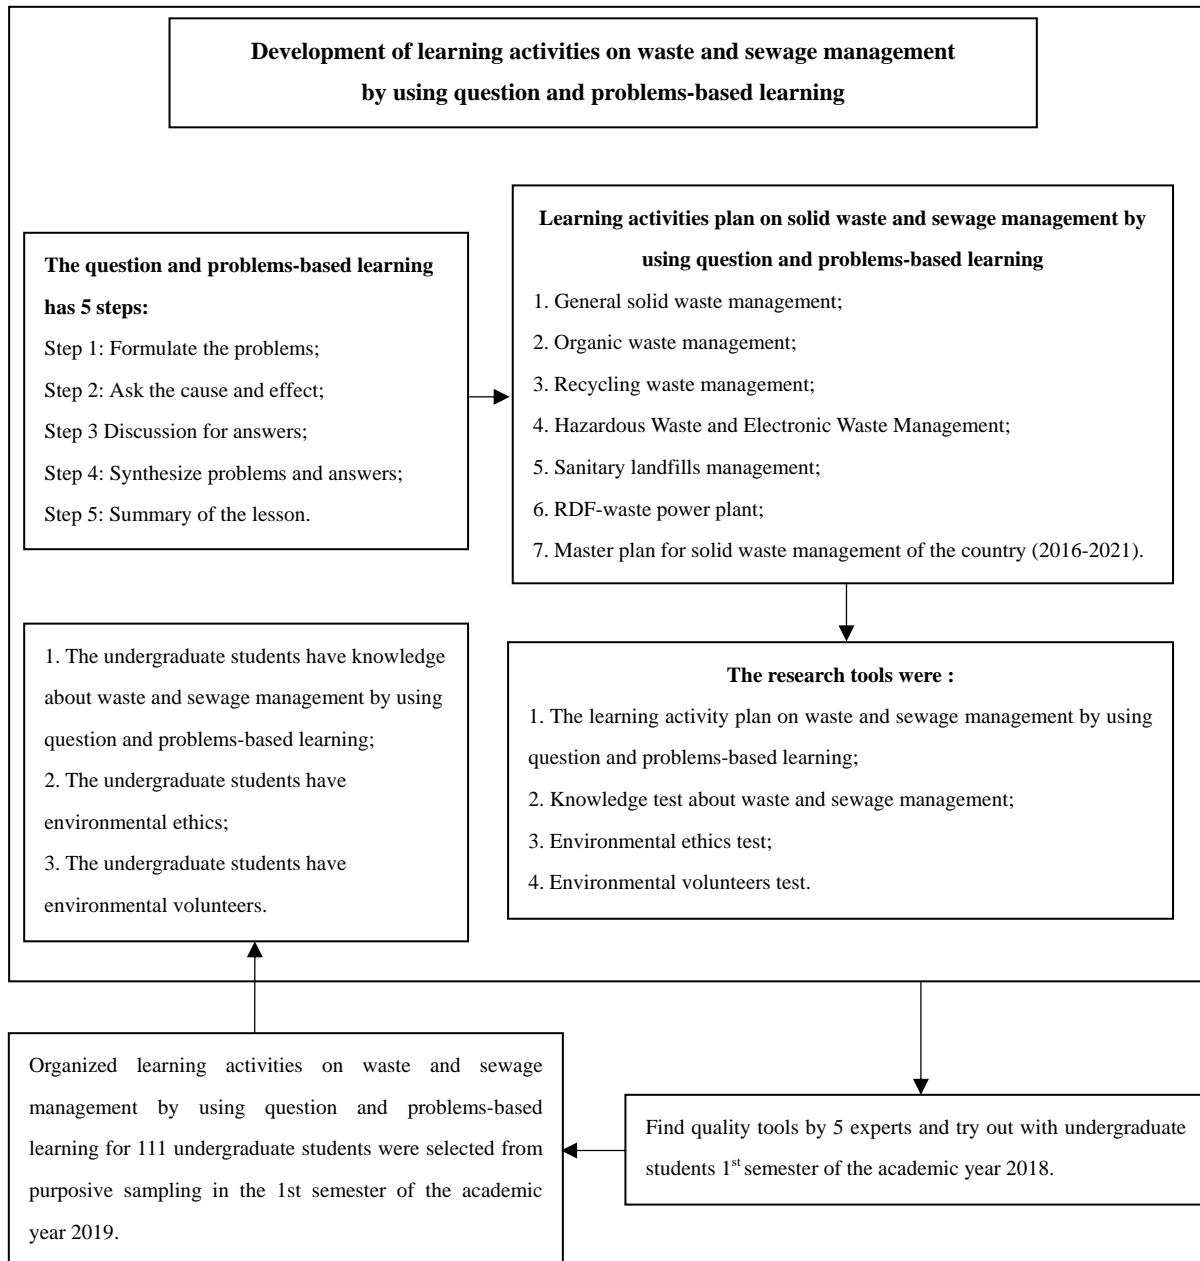 Development of learning activities on waste and sewage management
by using question and problems-based learning
The question and problems-based learning
has 5 steps:
Step 1: Formulate the problems;
Step 2: Ask the cause and effect;
Step 3 Discussion for answers;
Step 4: Synthesize problems and answers;
Step 5: Summary of the lesson.
Learning activities plan on solid waste and sewage management by
using question and problems-based learning
1. General solid waste management;
2. Organic waste management;
3. Recycling waste management;
4. Hazardous Waste and Electronic Waste Management;
5. Sanitary landfills management;
6. RDF-waste power plant;
7. Master plan for solid waste management of the country (2016-2021).
The research tools were :
1. The learning activity plan on waste and sewage management by using
question and problems-based learning;
2. Knowledge test about waste and sewage management;
3. Environmental ethics test;
4. Environmental volunteers test.
Find quality tools by 5 experts and try out with undergraduate
students 1st semester of the academic year 2018.
Organized learning activities on waste and sewage
management by using question and problems-based
learning for 111 undergraduate students were selected from
purposive sampling in the 1st semester of the academic
year 2019.
1. The undergraduate students have knowledge
about waste and sewage management by using
question and problems-based learning;
2. The undergraduate students have
environmental ethics;
3. The undergraduate students have
environmental volunteers.